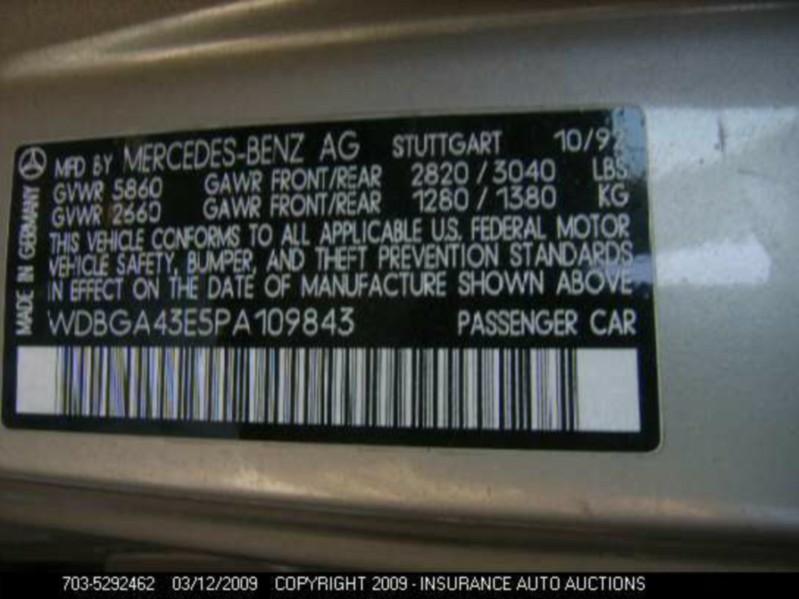 MADE IN GERMANY
MFD BY MERCEDES-BENZ AG STUTTGART 10/92
GVWR 5860 GAWR FRONT/REAR 2820 / 3040 LBS
GVWR 2660 GAWR FRONT/REAR 1280 / 1380 KG
THIS VEHICLE CONFORMS TO ALL APPLICABLE U.S. FEDERAL MOTOR
VEHICLE SAFETY, BUMPER, AND THEFT PREVENTION STANDARDS
IN EFFECT ON THE DATE OF MANUFACTURE SHOWN ABOVE
WDBGA43E5PA109843 PASSENGER CAR
703-5292462 03/12/2009 COPYRIGHT 2009 - INSURANCE AUTO AUCTIONS